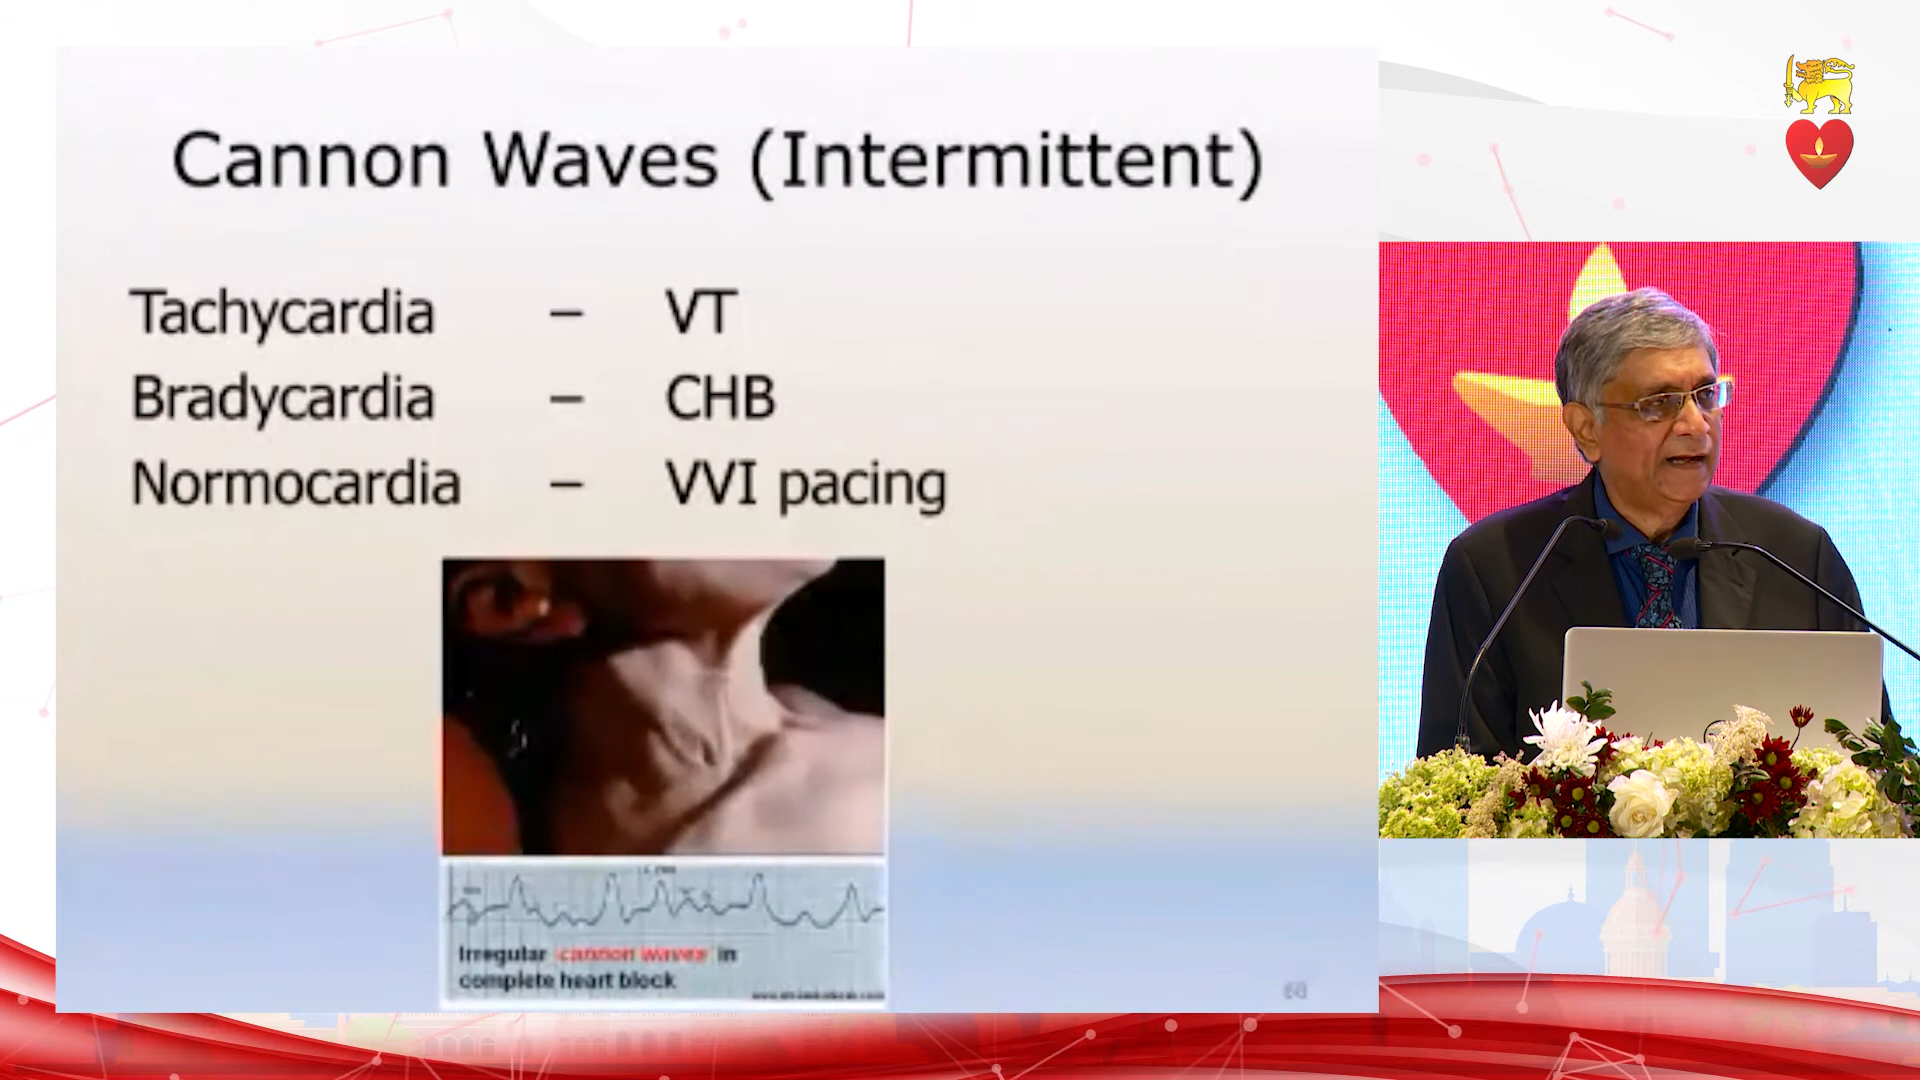 Cannon Waves (Intermittent)
Tachycardia – VT
Bradycardia – CHB
Normocardia – VVI pacing
Irregular cannon waves in
complete heart block
68